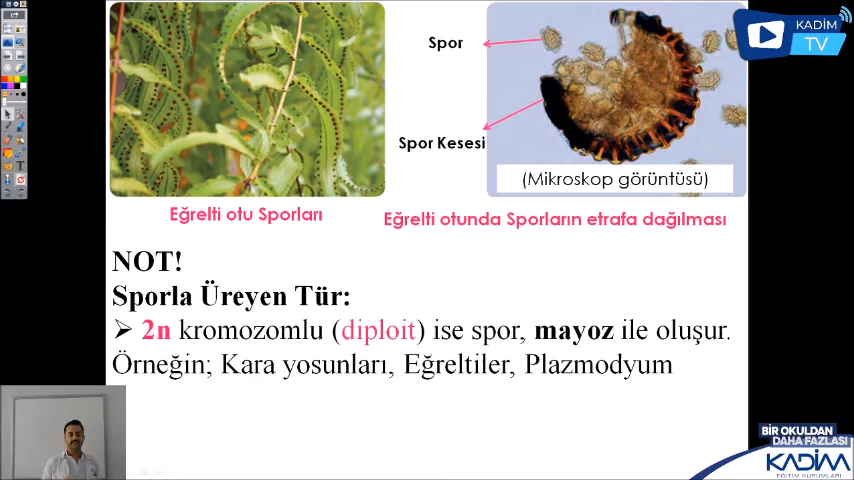 KADİM
TV
Spor
Spor Kesesi
(Mikroskop görüntüsü)
Eğrelti otu Sporları
Eğrelti otunda Sporların etrafa dağılması
NOT!
Sporla Üreyen Tür:
➤ 2n kromozomlu (diploit) ise spor, mayoz ile oluşur.
Örneğin; Kara yosunları, Eğreltiler, Plazmodyum
BİR OKULDAN
DAHA FAZLASI
KADİM
EĞİTİM KURUMLARI